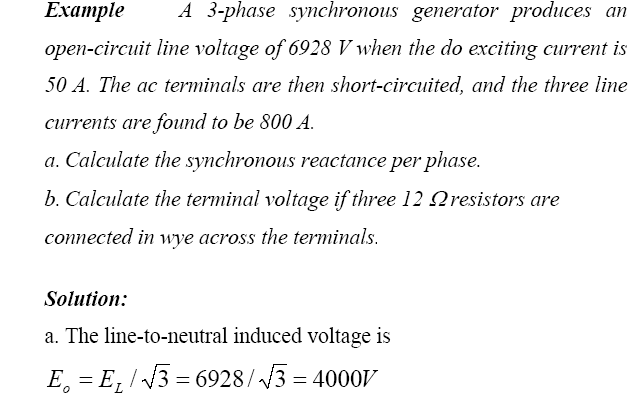 Example A 3-phase synchronous generator produces an
open-circuit line voltage of 6928 V when the do exciting current is
50 A. The ac terminals are then short-circuited, and the three line
currents are found to be 800 A.
a. Calculate the synchronous reactance per phase.
b. Calculate the terminal voltage if three 12 Ω resistors are
connected in wye across the terminals.
Solution:
a. The line-to-neutral induced voltage is
E_o = E_L / √3 = 6928 / √3 = 4000V